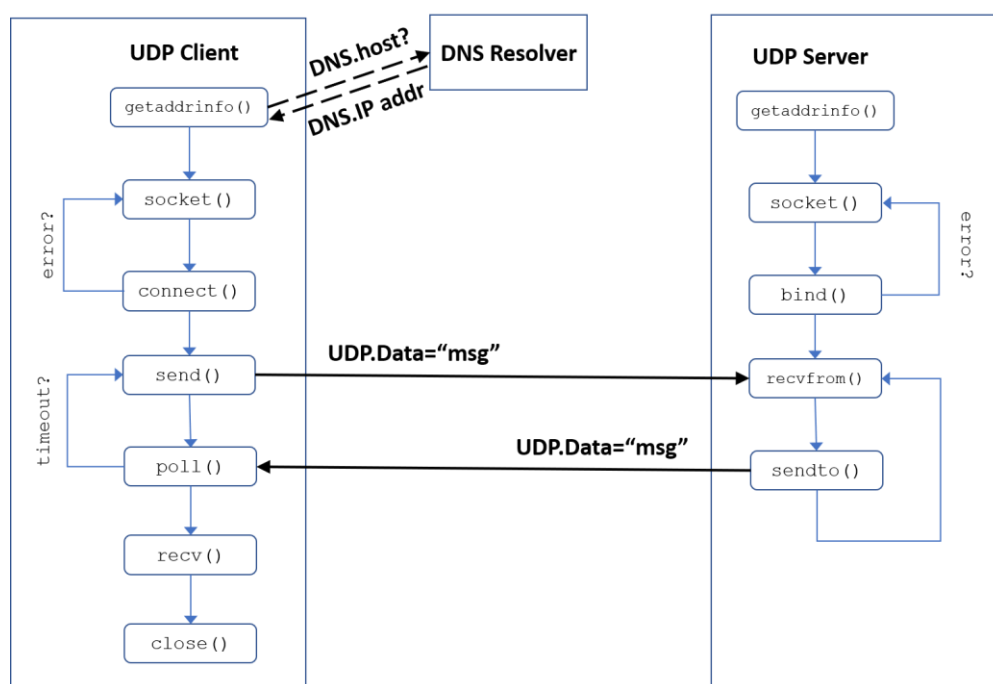 UDP Client
DNS.host?
DNS Resolver
UDP Server
DNS.IP addr
getaddrinfo()
getaddrinfo()
socket()
socket()
error?
error?
connect()
bind()
UDP.Data=“msg”
send()
recvfrom()
timeout?
UDP.Data=“msg”
poll()
sendto()
recv()
close()